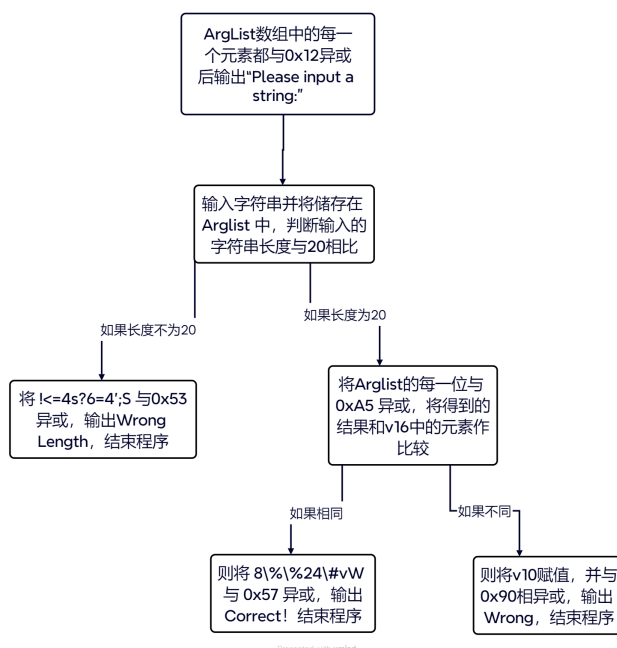 ArgList数组中的每一
个元素都与0x12异或
后输出“Please input a
string:”
输入字符串并将储存在
Arglist 中，判断输入的
字符串长度与20相比
如果长度不为20
如果长度为20
将 !<=4s?6=4';S 与0x53
异或，输出Wrong
Length，结束程序
将Arglist的每一位与
0xA5 异或，将得到的
结果和v16中的元素作
比较
如果相同
如果不同
则将 8\%\%24\#vW
与 0x57 异或，输出
Correct！结束程序
则将v10赋值，并与
0x90相异或，输出
Wrong，结束程序
Presented with xmind